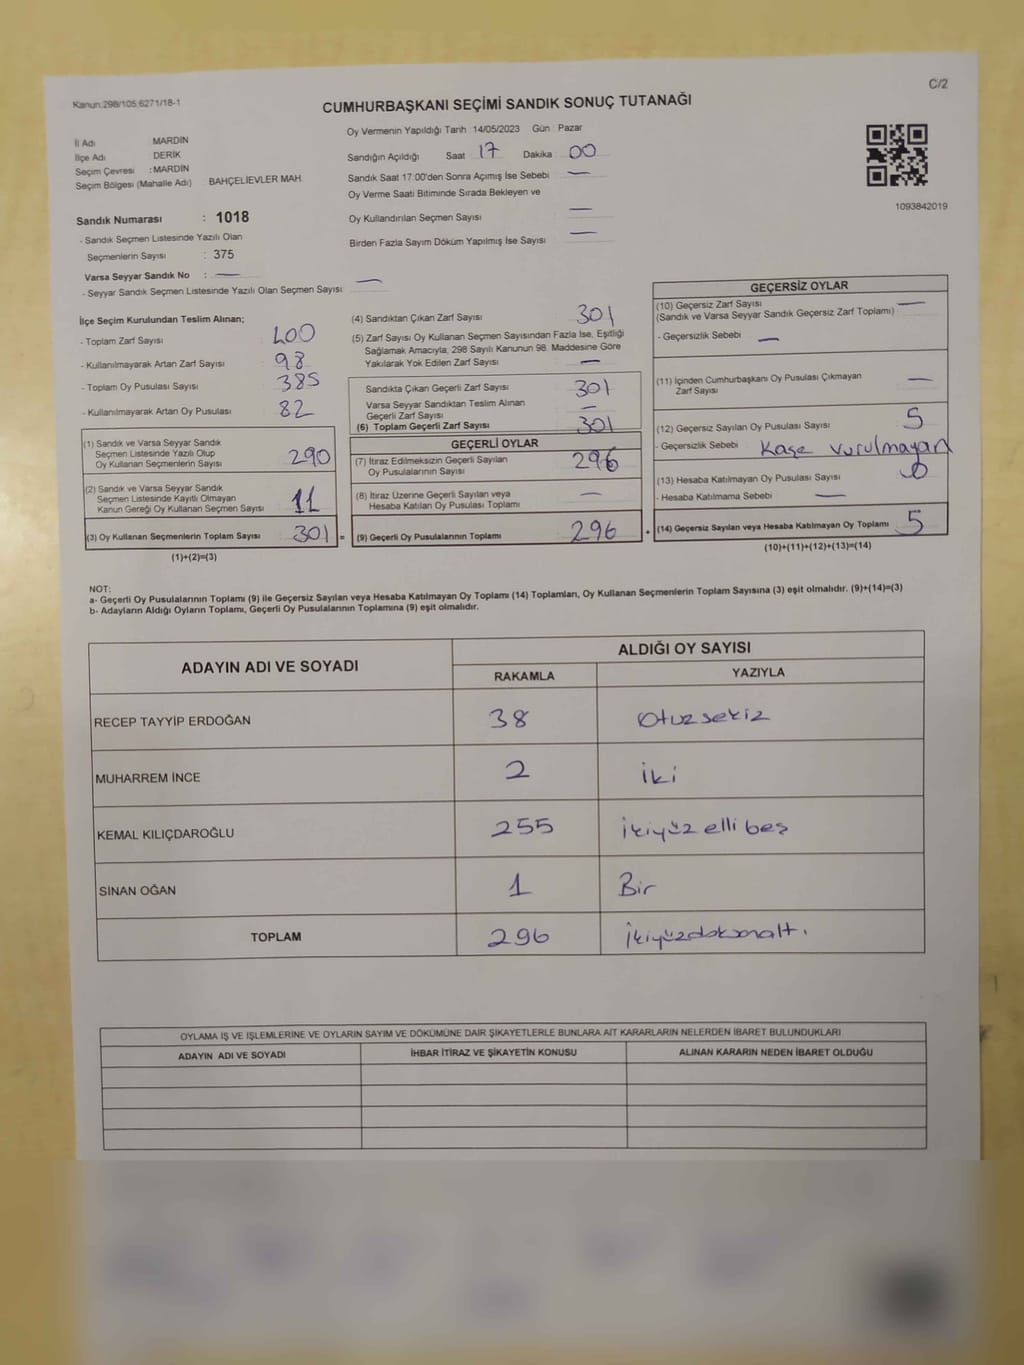 Kanun:298/105;6271/18-1
C/2
CUMHURBAŞKANI SEÇİMİ SANDIK SONUÇ TUTANAĞI
İl Adı MARDİN
İlçe Adı DERİK
Seçim Çevresi : MARDİN
Seçim Bölgesi (Mahalle Adı) BAHÇELİEVLER MAH.
Sandık Numarası : 1018
- Sandık Seçmen Listesinde Yazılı Olan
Seçmenlerin Sayısı : 375
Varsa Seyyar Sandık No : —
- Seyyar Sandık Seçmen Listesinde Yazılı Olan Seçmen Sayısı: —
Oy Vermenin Yapıldığı Tarih : 14/05/2023 Gün : Pazar
Sandığın Açıldığı Saat 17 Dakika : 00
Sandık Saat 17:00'den Sonra Açımış İse Sebebi —
Oy Verme Saati Bitiminde Sırada Bekleyen ve
Oy Kullandırılan Seçmen Sayısı —
Birden Fazla Sayım Döküm Yapılmış İse Sayısı —
1093842019
İlçe Seçim Kurulundan Teslim Alınan;
- Toplam Zarf Sayısı : 400
- Kullanılmayarak Artan Zarf Sayısı : 98
- Toplam Oy Pusulası Sayısı : 385
- Kullanılmayarak Artan Oy Pusulası : 82
(1) Sandık ve Varsa Seyyar Sandık
Seçmen Listesinde Yazılı Olup
Oy Kullanan Seçmenlerin Sayısı : 290
(2) Sandık ve Varsa Seyyar Sandık
Seçmen Listesinde Kayıtlı Olmayan
Kanun Gereği Oy Kullanan Seçmen Sayısı : 11
(3) Oy Kullanan Seçmenlerin Toplam Sayısı : 301 =
(1)+(2)=(3)
(4) Sandıktan Çıkan Zarf Sayısı : 301
(5) Zarf Sayısı Oy Kullanan Seçmen Sayısından Fazla İse, Eşitliği
Sağlamak Amacıyla, 298 Sayılı Kanunun 98. Maddesine Göre
Yakılarak Yok Edilen Zarf Sayısı : —
Sandıkta Çıkan Geçerli Zarf Sayısı : 301
Varsa Seyyar Sandıktan Teslim Alınan
Geçerli Zarf Sayısı : —
(6) Toplam Geçerli Zarf Sayısı : 301
GEÇERLİ OYLAR
(7) İtiraz Edilmeksizin Geçerli Sayılan
Oy Pusulalarının Sayısı : 296
(8) İtiraz Üzerine Geçerli Sayılan veya
Hesaba Katılan Oy Pusulası Toplamı : —
(9) Geçerli Oy Pusulalarının Toplamı : 296 +
GEÇERSİZ OYLAR
(10) Geçersiz Zarf Sayısı —
(Sandık ve Varsa Seyyar Sandık Geçersiz Zarf Toplamı) :
- Geçersizlik Sebebi : —
(11) İçinden Cumhurbaşkanı Oy Pusulası Çıkmayan
Zarf Sayısı : —
(12) Geçersiz Sayılan Oy Pusulası Sayısı : 5
- Geçersizlik Sebebi : Kaşe vurulmayan
(13) Hesaba Katılmayan Oy Pusulası Sayısı :
- Hesaba Katılmama Sebebi : —
(14) Geçersiz Sayılan veya Hesaba Katılmayan Oy Toplamı : 5
(10)+(11)+(12)+(13)=(14)
NOT:
a- Geçerli Oy Pusulalarının Toplamı (9) ile Geçersiz Sayılan veya Hesaba Katılmayan Oy Toplamı (14) Toplamları, Oy Kullanan Seçmenlerin Toplam Sayısına (3) eşit olmalıdır. (9)+(14)=(3)
b- Adayların Aldığı Oyların Toplamı, Geçerli Oy Pusulalarının Toplamına (9) eşit olmalıdır.
ADAYIN ADI VE SOYADI ALDIĞI OY SAYISI
RAKAMLA YAZIYLA
RECEP TAYYİP ERDOĞAN 38 Otuzsekiz
MUHARREM İNCE 2 İki
KEMAL KILIÇDAROĞLU 255 İkiyüz elli beş
SİNAN OĞAN 1 Bir
TOPLAM 296 İkiyüzdoksanaltı
OYLAMA İŞ VE İŞLEMLERİNE VE OYLARIN SAYIM VE DÖKÜMÜNE DAİR ŞİKAYETLERLE BUNLARA AİT KARARLARIN NELERDEN İBARET BULUNDUKLARI
ADAYIN ADI VE SOYADI İHBAR İTİRAZ VE ŞİKAYETİN KONUSU ALINAN KARARIN NEDEN İBARET OLDUĞU